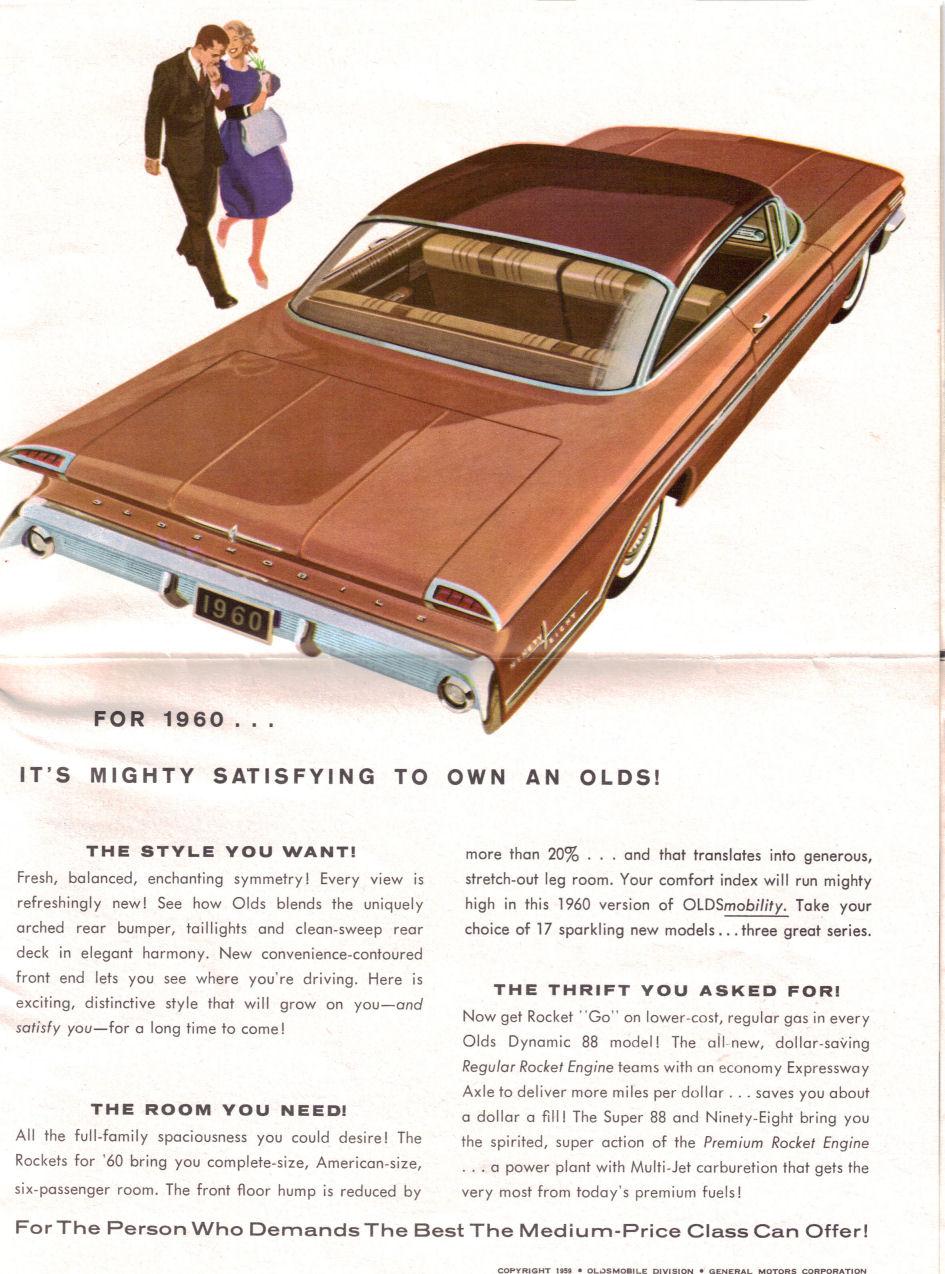 OLDSMOBILE
1960
NINETY EIGHT
FOR 1960 . . .
IT'S MIGHTY SATISFYING TO OWN AN OLDS!
THE STYLE YOU WANT!
Fresh, balanced, enchanting symmetry! Every view is
refreshingly new! See how Olds blends the uniquely
arched rear bumper, taillights and clean-sweep rear
deck in elegant harmony. New convenience-contoured
front end lets you see where you're driving. Here is
exciting, distinctive style that will grow on you—and
satisfy you—for a long time to come!
THE ROOM YOU NEED!
All the full-family spaciousness you could desire! The
Rockets for '60 bring you complete-size, American-size,
six-passenger room. The front floor hump is reduced by
more than 20% . . . and that translates into generous,
stretch-out leg room. Your comfort index will run mighty
high in this 1960 version of OLDSmobility. Take your
choice of 17 sparkling new models . . . three great series.
THE THRIFT YOU ASKED FOR!
Now get Rocket "Go" on lower-cost, regular gas in every
Olds Dynamic 88 model! The all-new, dollar-saving
Regular Rocket Engine teams with an economy Expressway
Axle to deliver more miles per dollar . . . saves you about
a dollar a fill! The Super 88 and Ninety-Eight bring you
the spirited, super action of the Premium Rocket Engine
. . . a power plant with Multi-Jet carburetion that gets the
very most from today's premium fuels!
For The Person Who Demands The Best The Medium-Price Class Can Offer!
COPYRIGHT 1959 • OLDSMOBILE DIVISION • GENERAL MOTORS CORPORATION